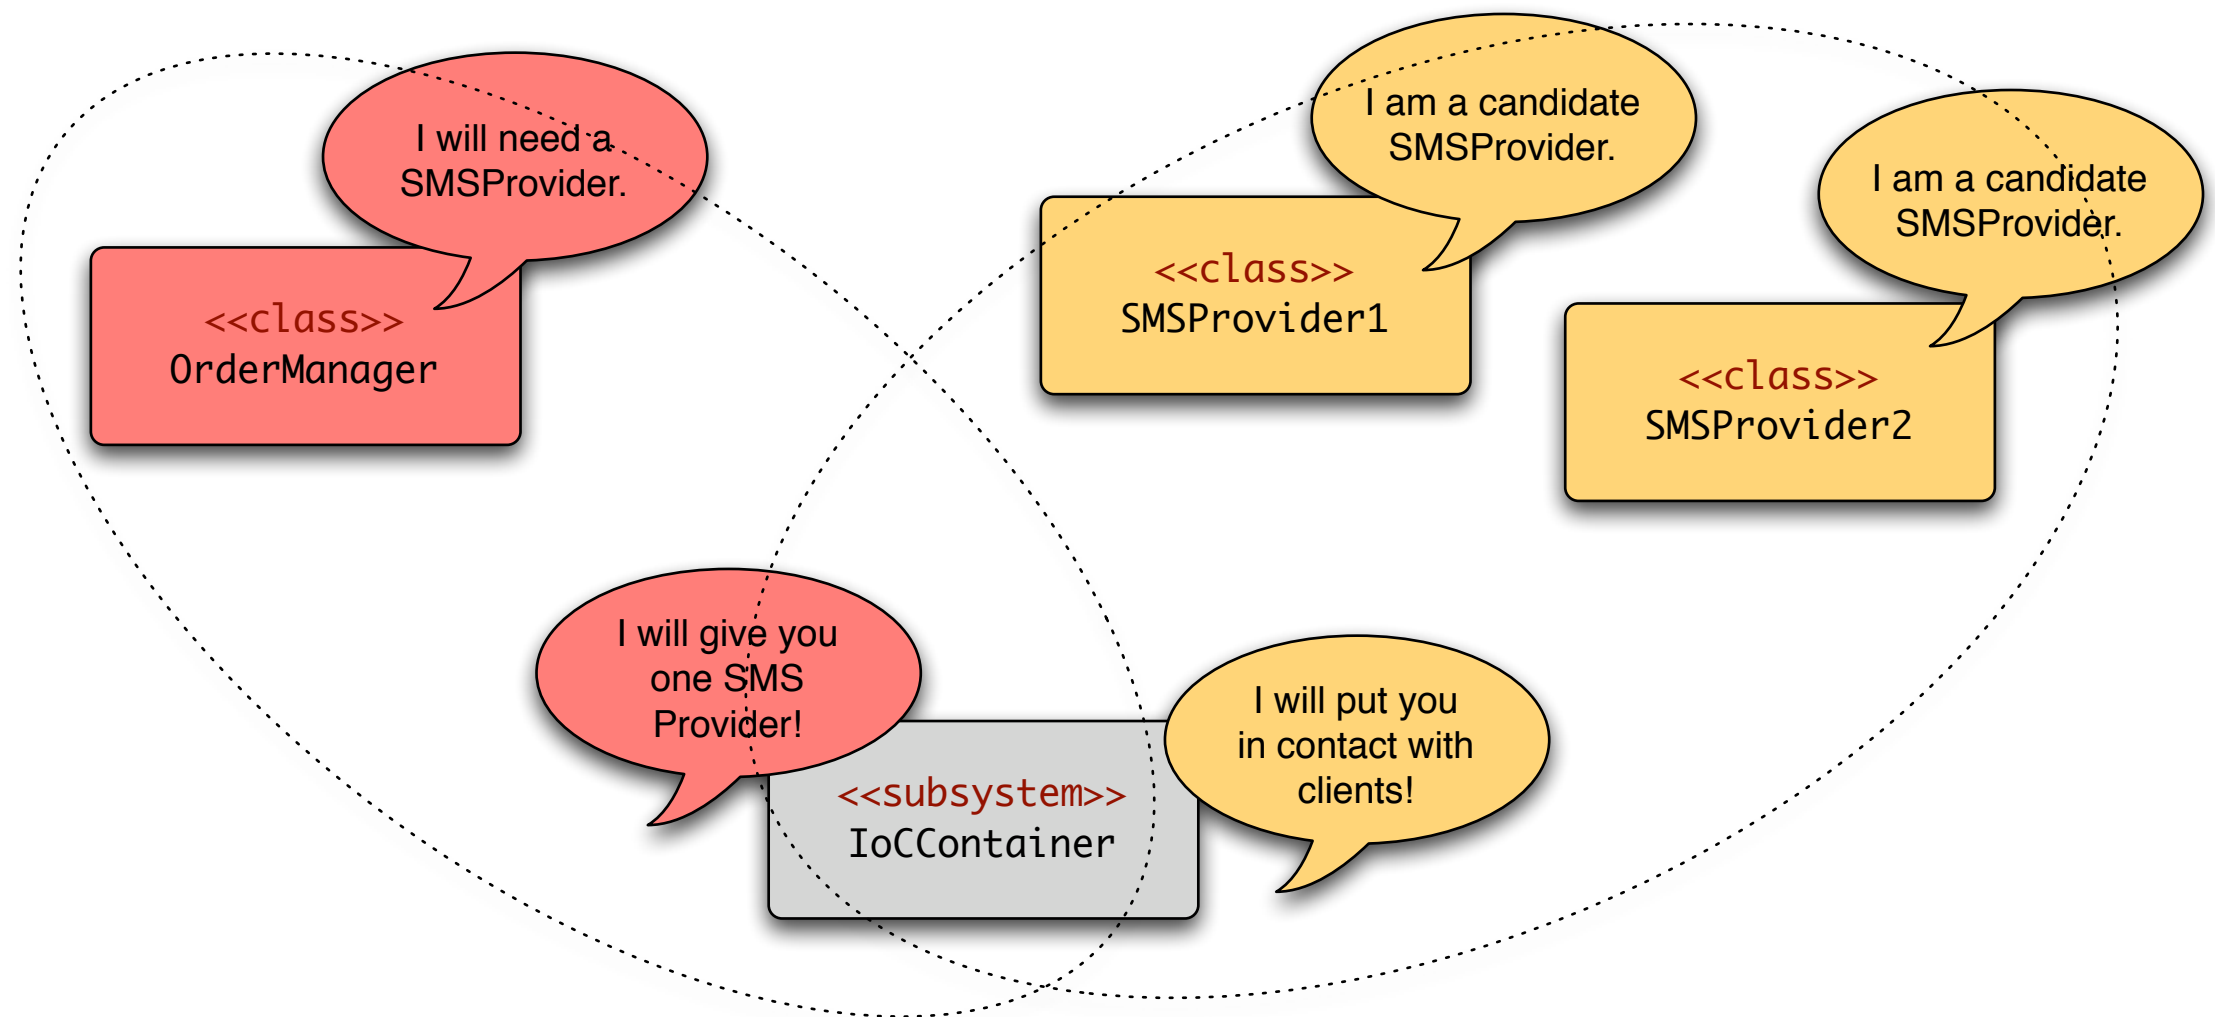 I will need a
SMSProvider.
<<class>>
OrderManager
I am a candidate
SMSProvider.
<<class>>
SMSProvider1
I am a candidate
SMSProvider.
<<class>>
SMSProvider2
I will give you
one SMS
Provider!
<<subsystem>>
IoCContainer
I will put you
in contact with
clients!